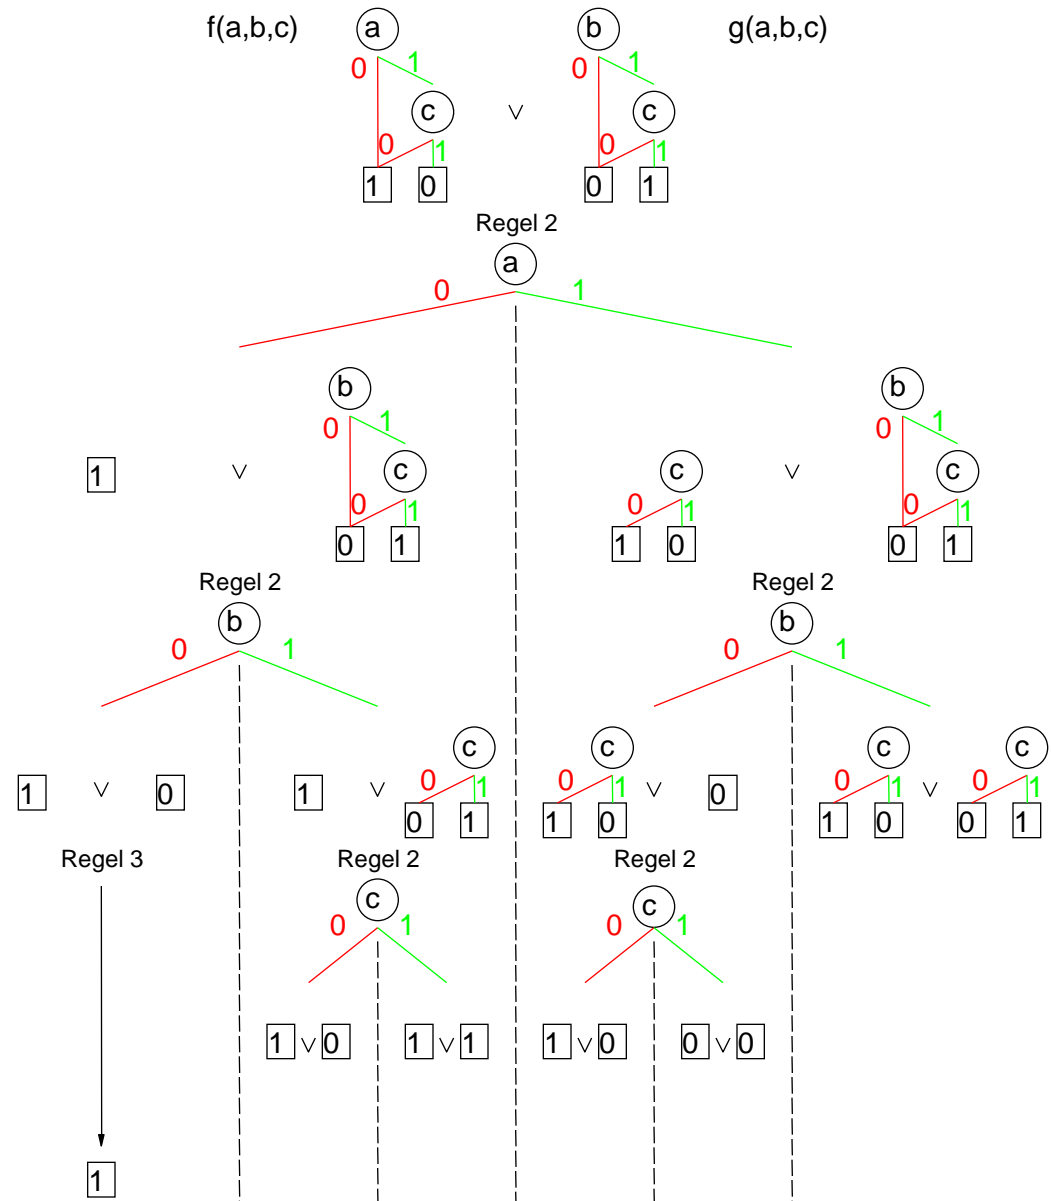 f(a,b,c) a b g(a,b,c)
0 1 0 1
c ∨ c
0 1 0 1
1 0 0 1
Regel 2
a
0 1
b b
0 1 0 1
1 ∨ c c ∨ c
0 1 0 1 0 1
0 1 1 0 0 1
Regel 2 Regel 2
b b
0 1 0 1
c c c c
0 1 0 1 0 1 0 1
1 ∨ 0 1 ∨ ∨ 0 ∨
0 1 1 0 1 0 0 1
Regel 3 Regel 2 Regel 2
c c
0 1 0 1
1 ∨ 0 1 ∨ 1 1 ∨ 0 0 ∨ 0
1